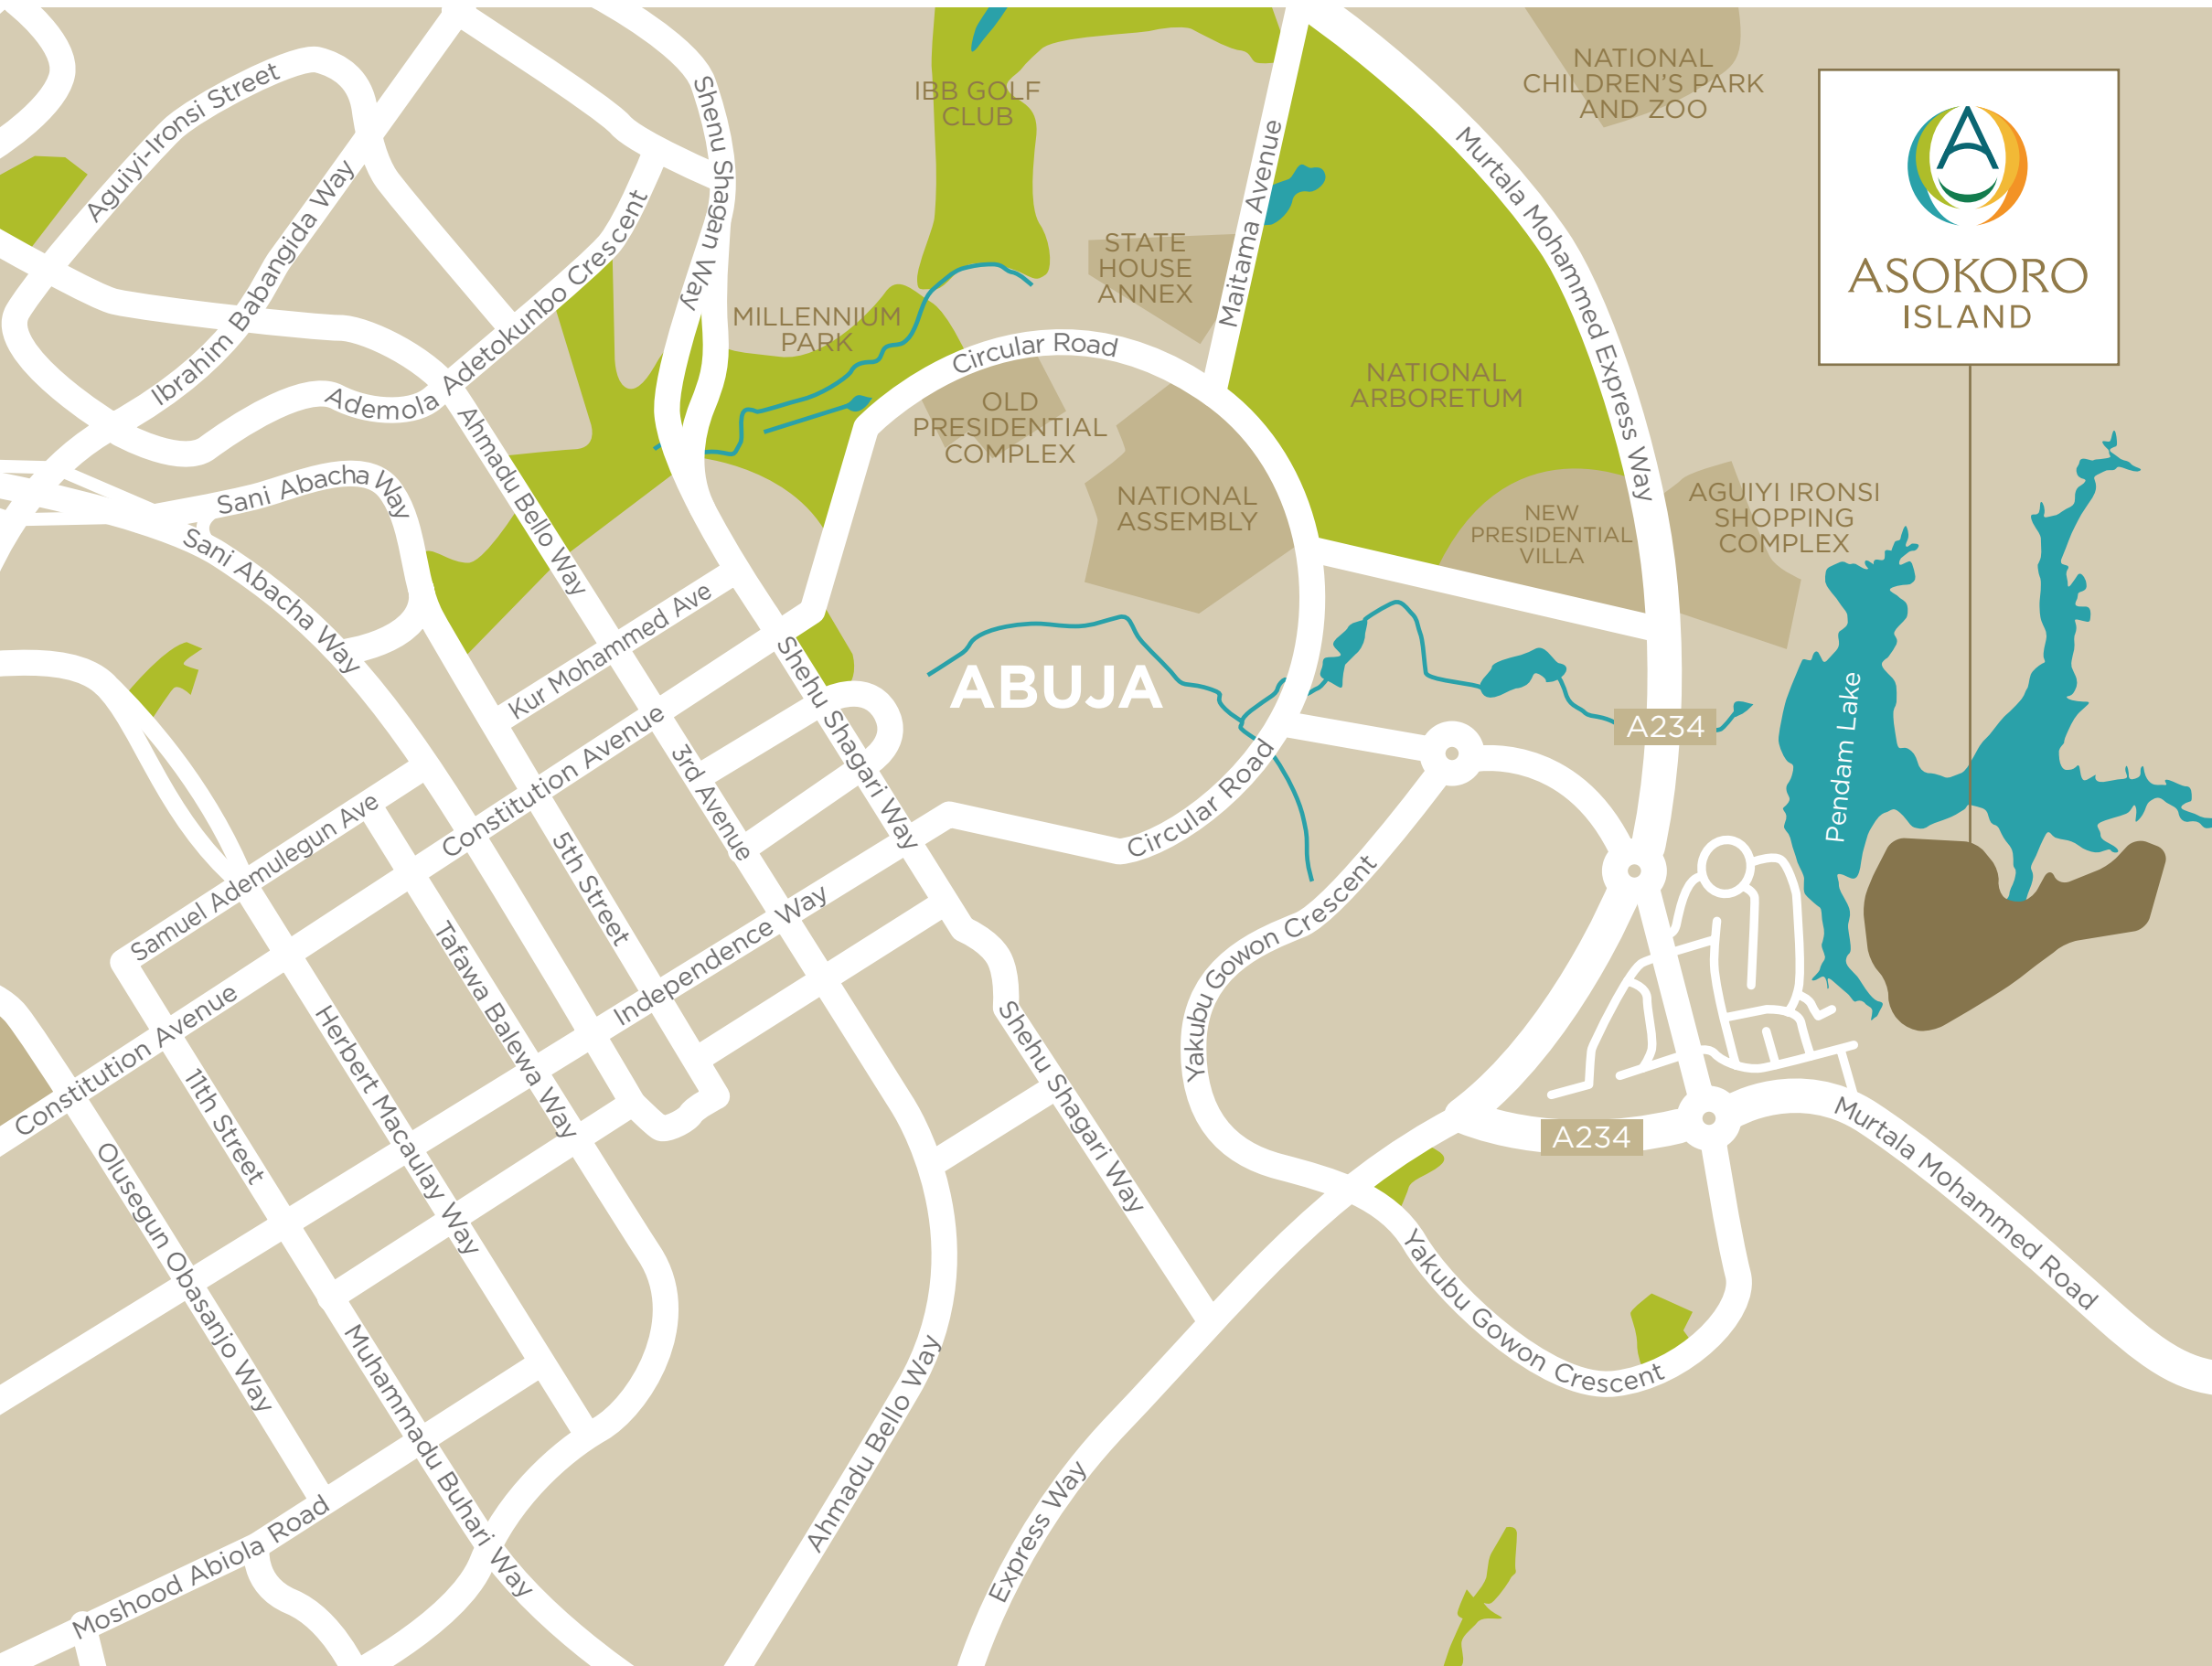 Aguiyi-Ironsi Street
Ibrahim Babangida Way
Shenu Shagan Way
IBB GOLF
CLUB
Maitama Avenue
NATIONAL
CHILDREN'S PARK
AND ZOO
Murtala Mohammed Express Way
ASOKORO
ISLAND
STATE
HOUSE
ANNEX
MILLENNIUM
PARK
Circular Road
Ademola Adetokunbo Crescent
OLD
PRESIDENTIAL
COMPLEX
NATIONAL
ARBORETUM
NATIONAL
ASSEMBLY
NEW
PRESIDENTIAL
VILLA
AGUIYI IRONSI
SHOPPING
COMPLEX
Sani Abacha Way
Sani Abacha Way
Ahmadu Bello Way
Kur Mohammed Ave
ABUJA
A234
Pendam Lake
Shehu Shagari Way
Constitution Avenue
3rd Avenue
Circular Road
Samuel Ademulegun Ave
5th Street
Independence Way
Yakubu Gowon Crescent
Tafawa Balewa Way
Constitution Avenue
11th Street
Herbert Macaulay Way
Shehu Shagari Way
A234
Murtala Mohammed Road
Olusegun Obasanjo Way
Yakubu Gowon Crescent
Muhammadu Buhari Way
Ahmadu Bello Way
Express Way
Moshood Abiola Road